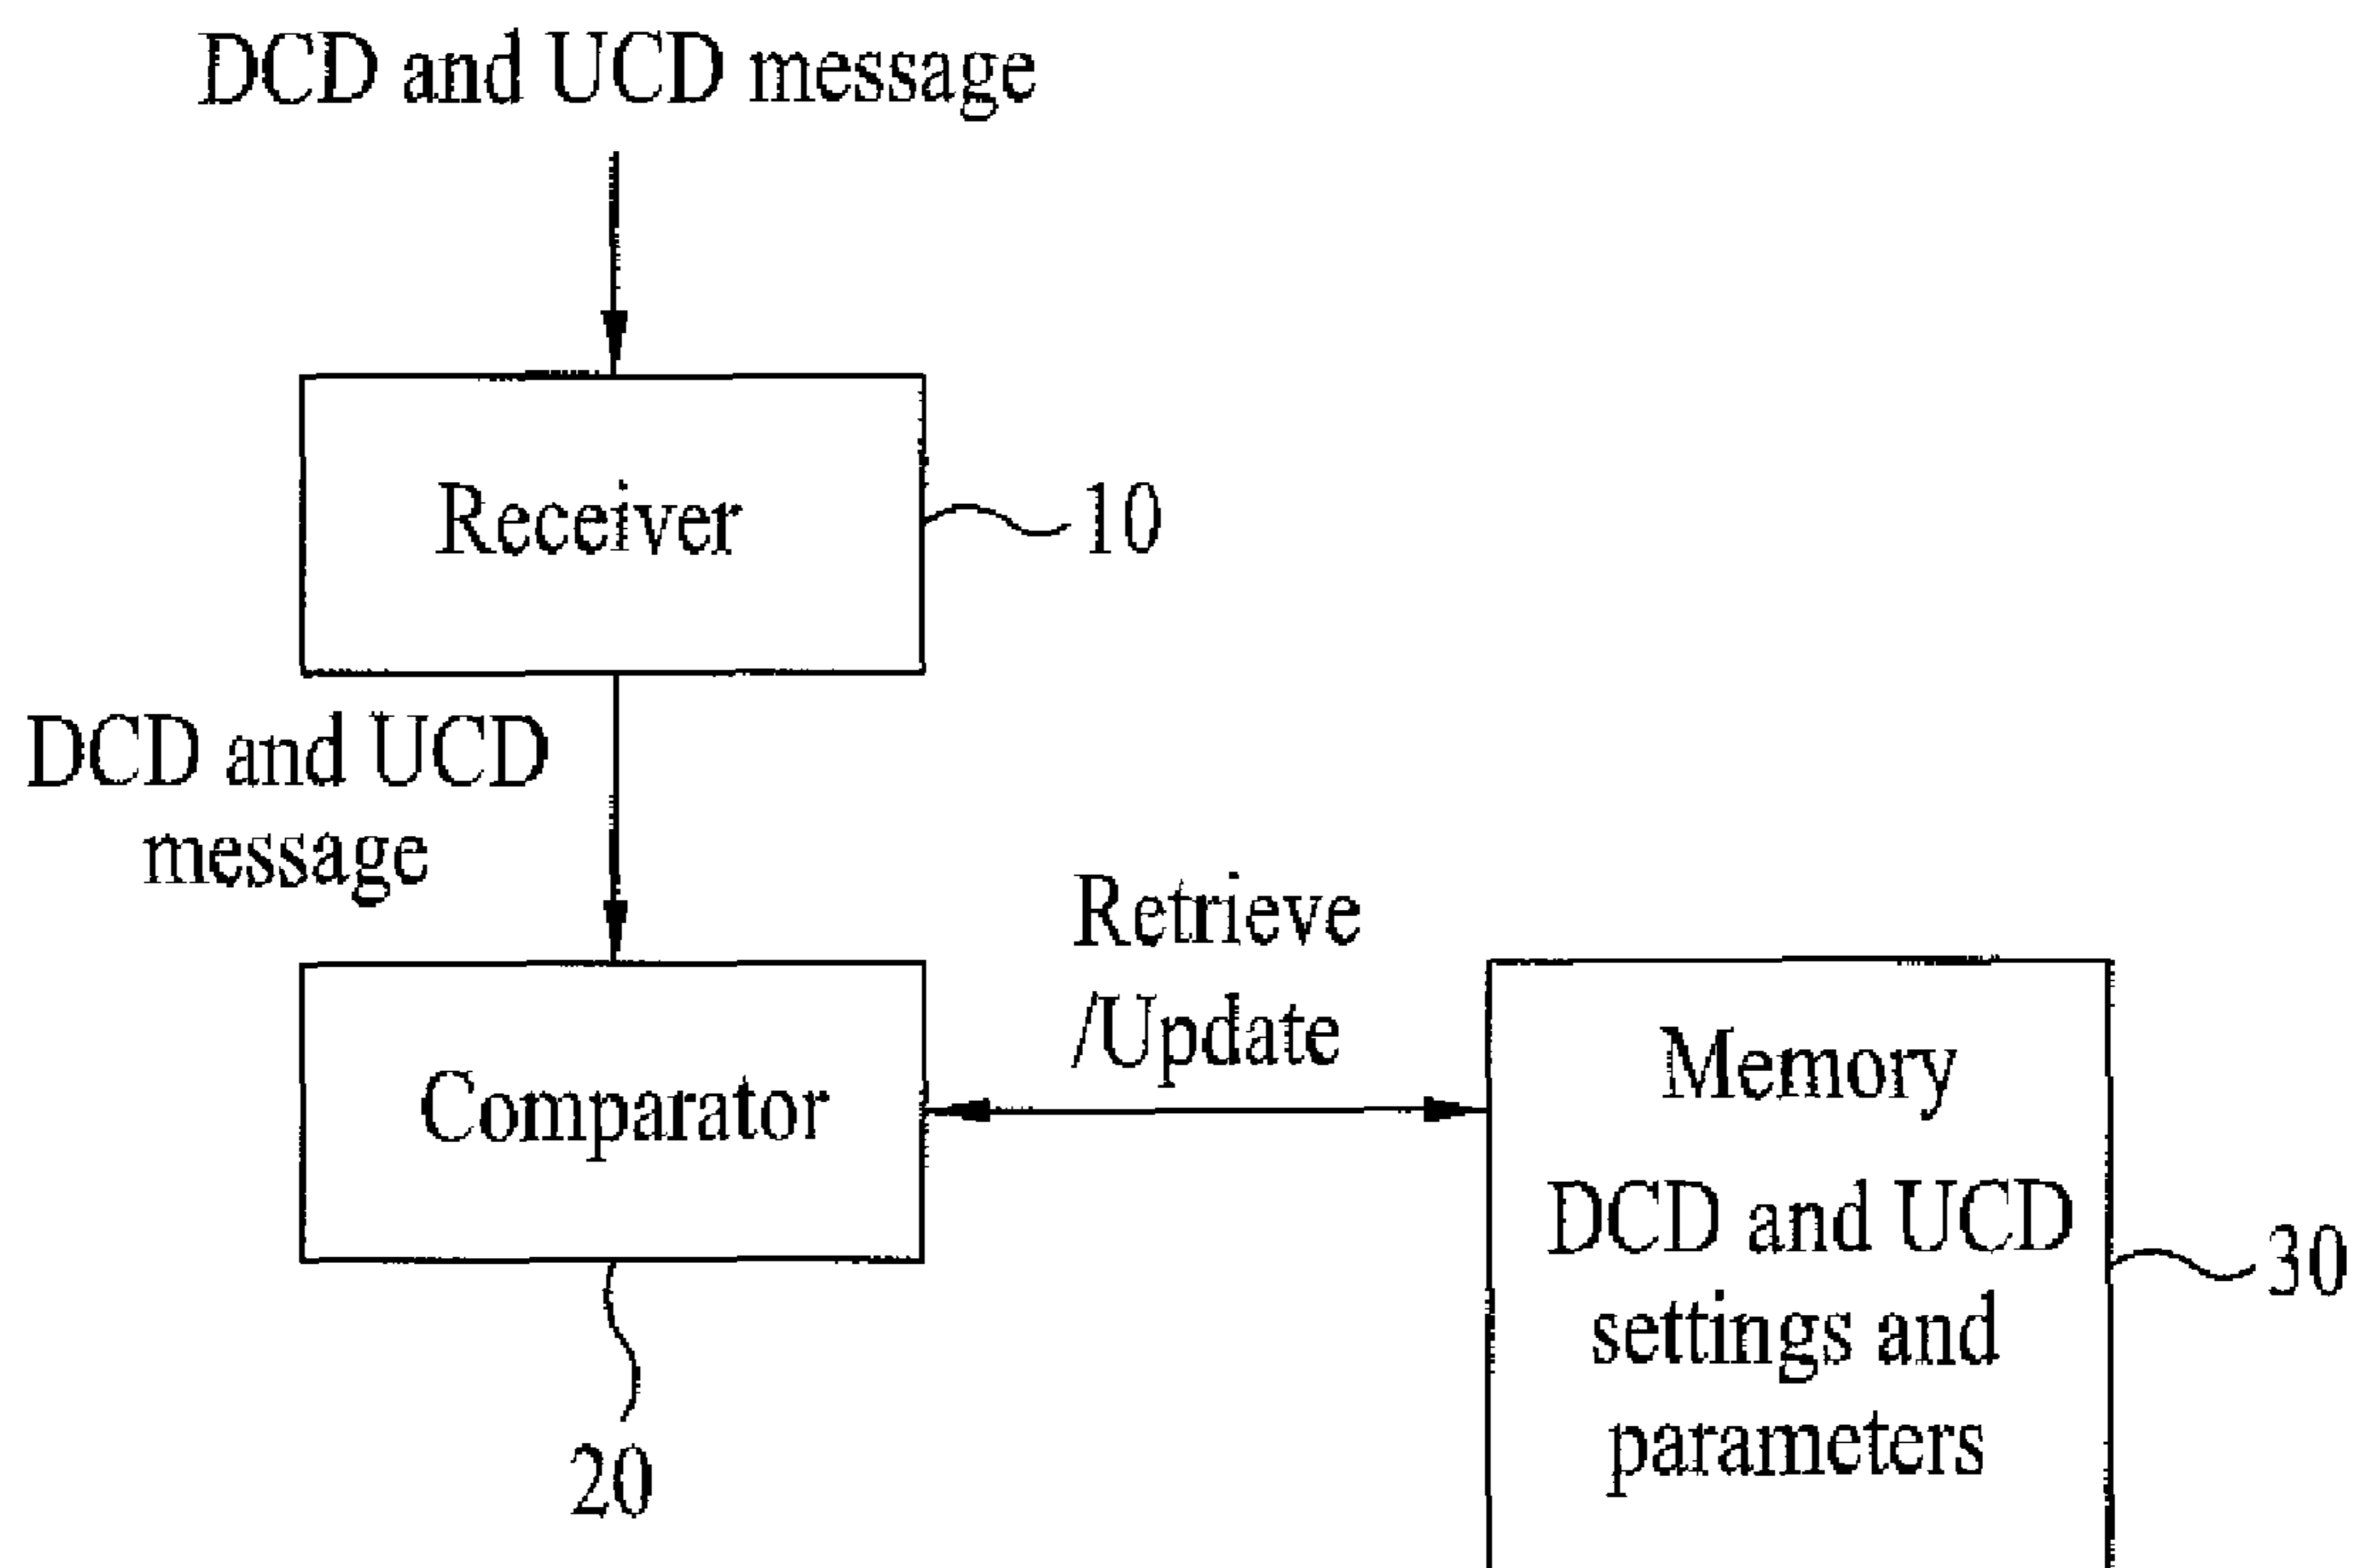 DCD and UCD message
Receiver
10
DCD and UCD
message
Retrieve
/Update
Comparator
20
Memory
DCD and UCD
settings and
parameters
30